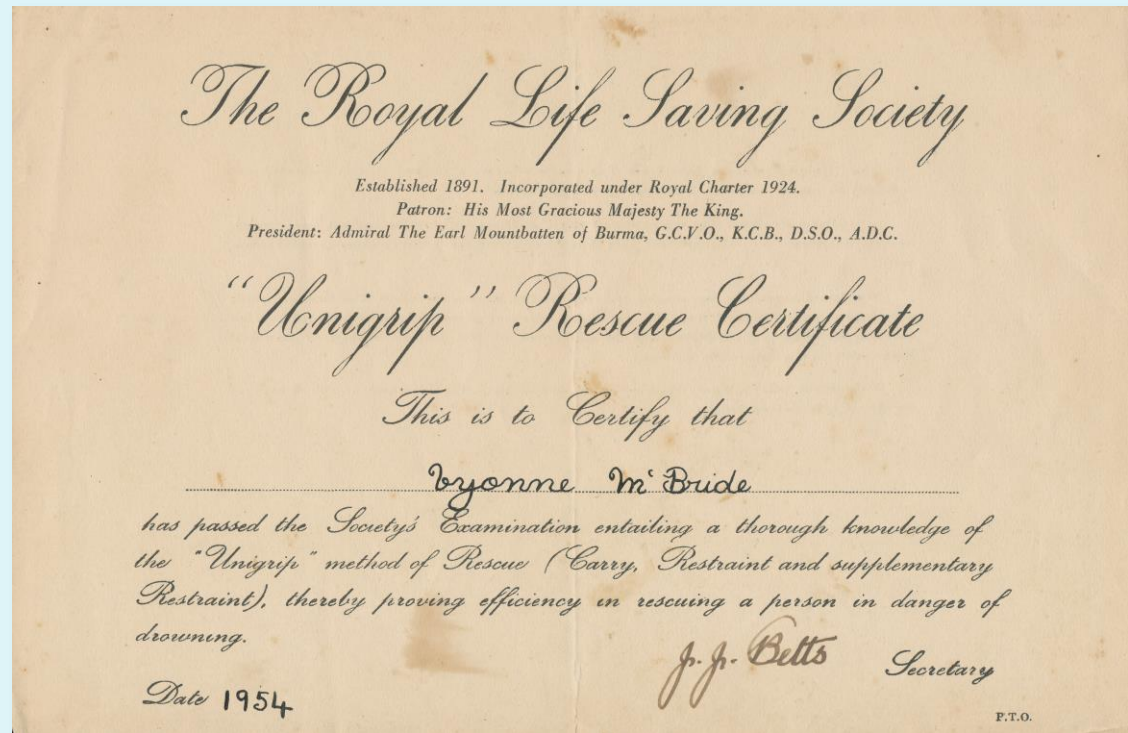 The Royal Life Saving Society
Established 1891. Incorporated under Royal Charter 1924.
Patron: His Most Gracious Majesty The King.
President: Admiral The Earl Mountbatten of Burma, G.C.V.O., K.C.B., D.S.O., A.D.C.
"Unigrip" Rescue Certificate
This is to Certify that
Yvonne McBride
has passed the Society's Examination entailing a thorough knowledge of
the "Unigrip" method of Rescue (Carry, Restraint and supplementary
Restraint), thereby proving efficiency in rescuing a person in danger of
drowning.
J. J. Betts Secretary
Date 1954
P.T.O.